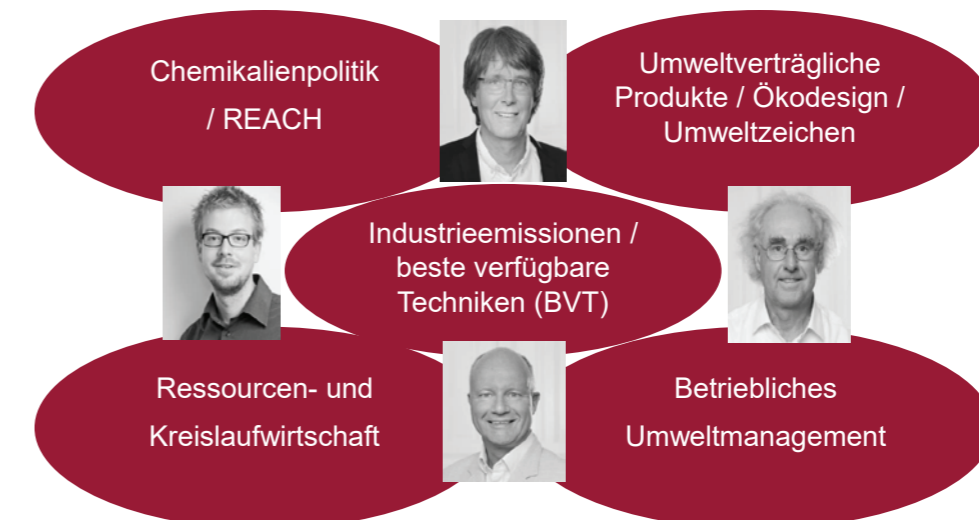 Chemikalienpolitik
/ REACH
Umweltverträgliche
Produkte / Ökodesign /
Umweltzeichen
Industrieemissionen /
beste verfügbare
Techniken (BVT)
Ressourcen- und
Kreislaufwirtschaft
Betriebliches
Umweltmanagement